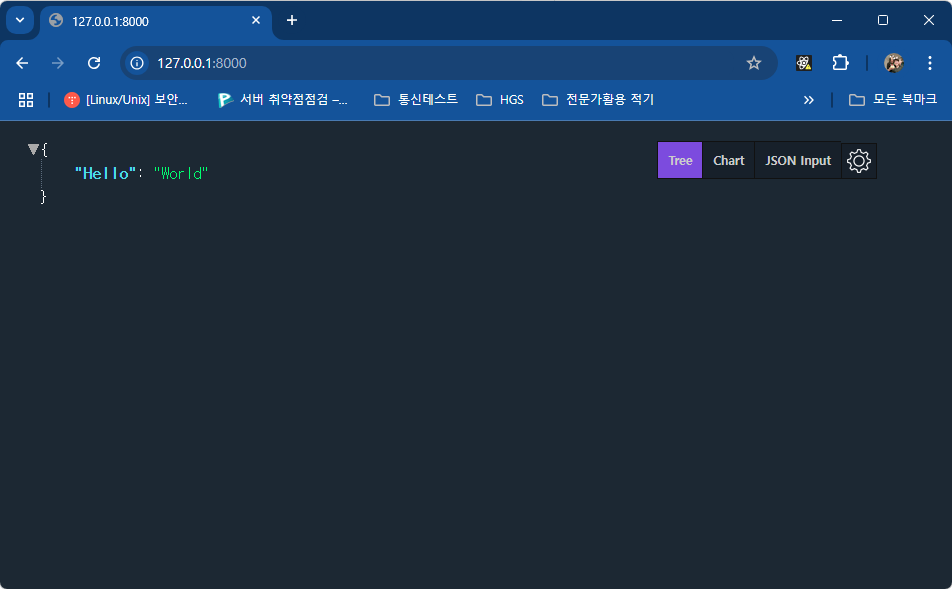 127.0.0.1:8000
127.0.0.1:8000
[Linux/Unix] 보안... 서버 취약점점검 –... 통신테스트 HGS 전문가활용 적기 » 모든 북마크
{
"Hello": "World"
}
Tree Chart JSON Input